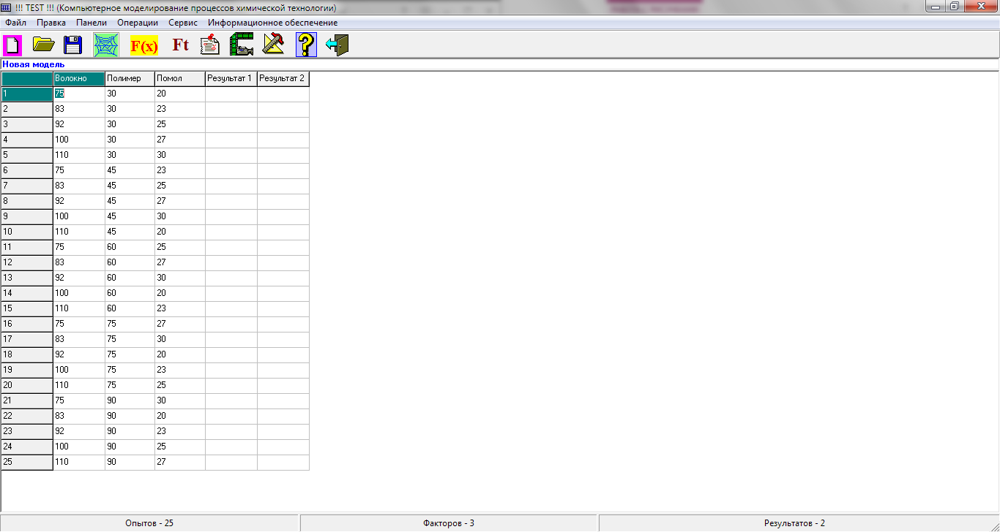 !!! TEST !!! (Компьютерное моделирование процессов химической технологии)
Файл Правка Панели Операции Сервис Информационное обеспечение
F(x) Ft ?
Новая модель
Волокно Полимер Помол Результат 1 Результат 2
1 75 30 20
2 83 30 23
3 92 30 25
4 100 30 27
5 110 30 30
6 75 45 23
7 83 45 25
8 92 45 27
9 100 45 30
10 110 45 20
11 75 60 25
12 83 60 27
13 92 60 30
14 100 60 20
15 110 60 23
16 75 75 27
17 83 75 30
18 92 75 20
19 100 75 23
20 110 75 25
21 75 90 30
22 83 90 20
23 92 90 23
24 100 90 25
25 110 90 27
Опытов - 25 Факторов - 3 Результатов - 2